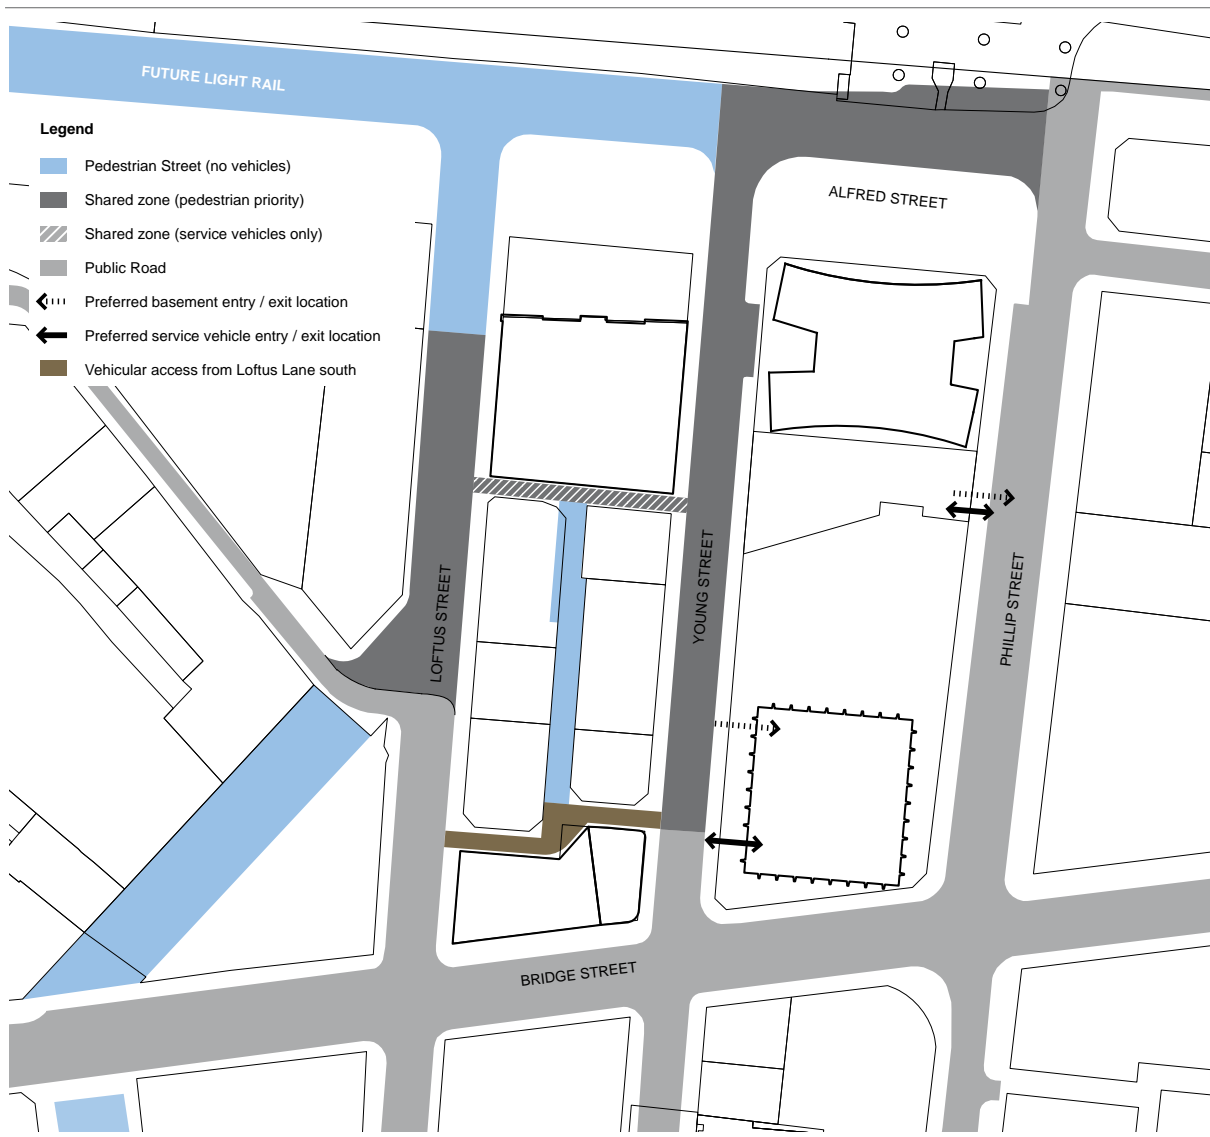 FUTURE LIGHT RAIL
Legend
Pedestrian Street (no vehicles)
Shared zone (pedestrian priority)
Shared zone (service vehicles only)
Public Road
Preferred basement entry / exit location
Preferred service vehicle entry / exit location
Vehicular access from Loftus Lane south
ALFRED STREET
LOFTUS STREET
YOUNG STREET
PHILLIP STREET
BRIDGE STREET